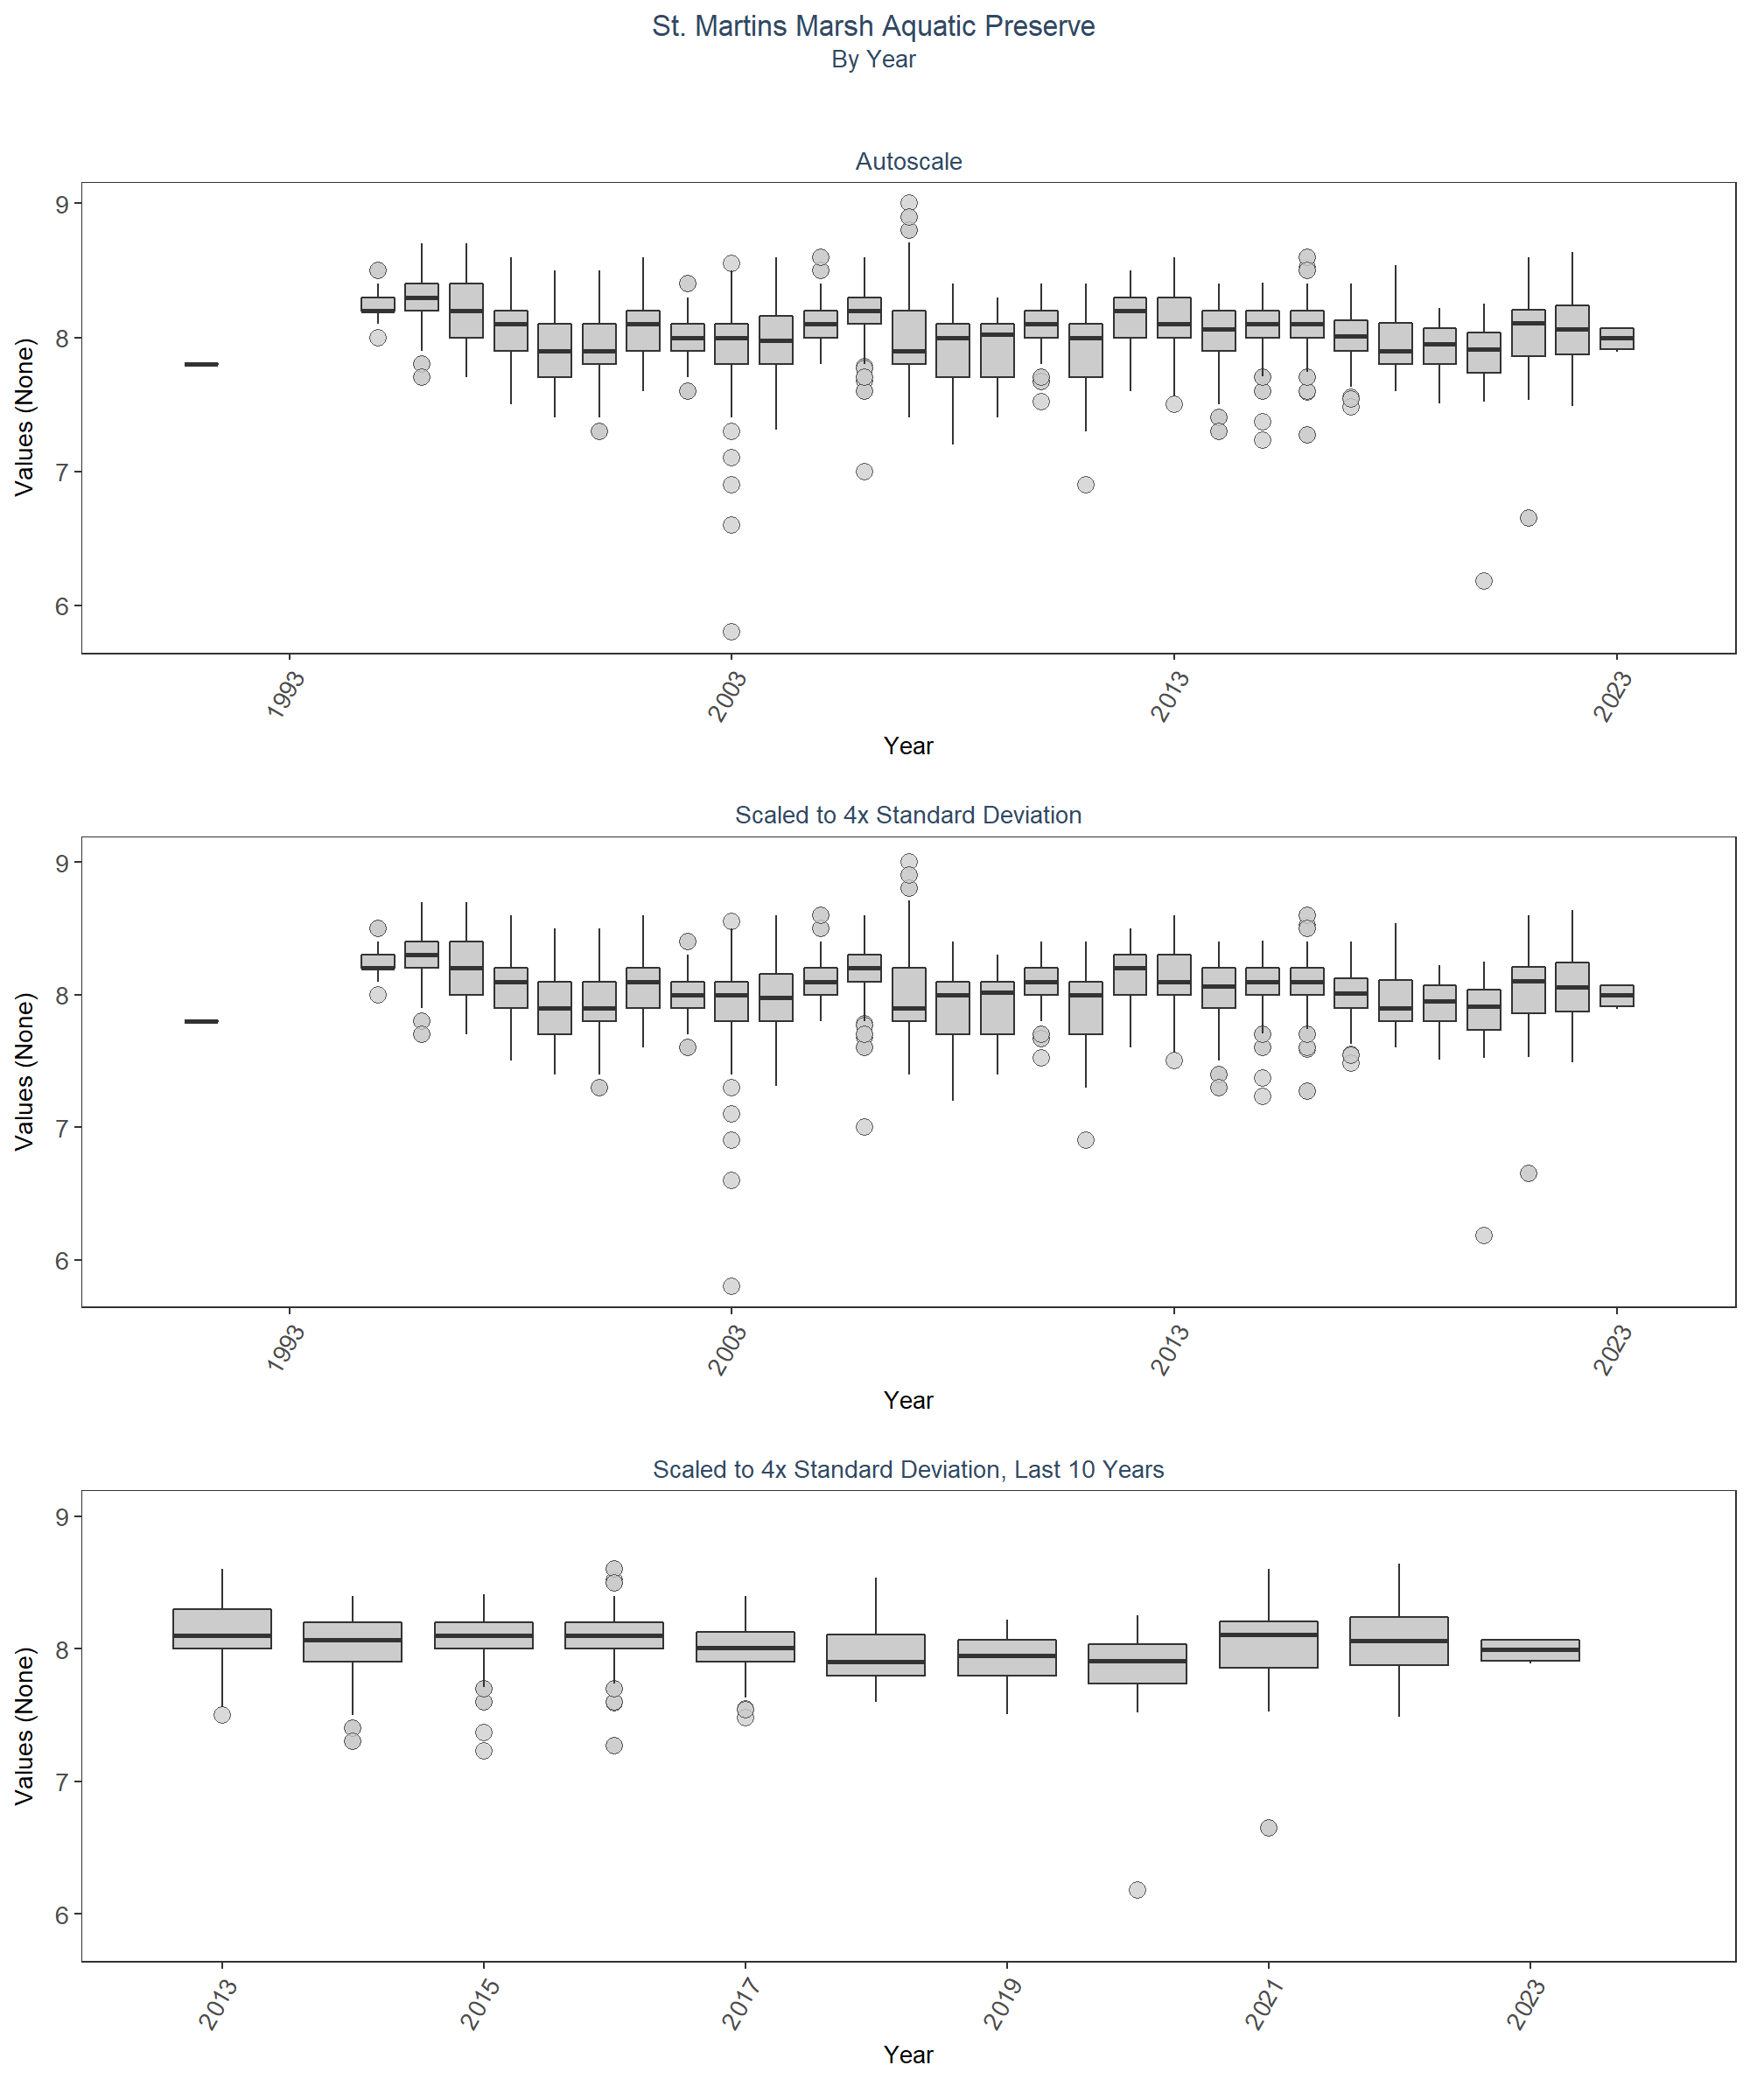 St. Martins Marsh Aquatic Preserve
By Year
Autoscale
9
8
7
6
Values (None)
1993
2003
2013
2023
Year
Scaled to 4x Standard Deviation
9
8
7
6
Values (None)
1993
2003
2013
2023
Year
Scaled to 4x Standard Deviation, Last 10 Years
9
8
7
6
Values (None)
2013
2015
2017
2019
2021
2023
Year